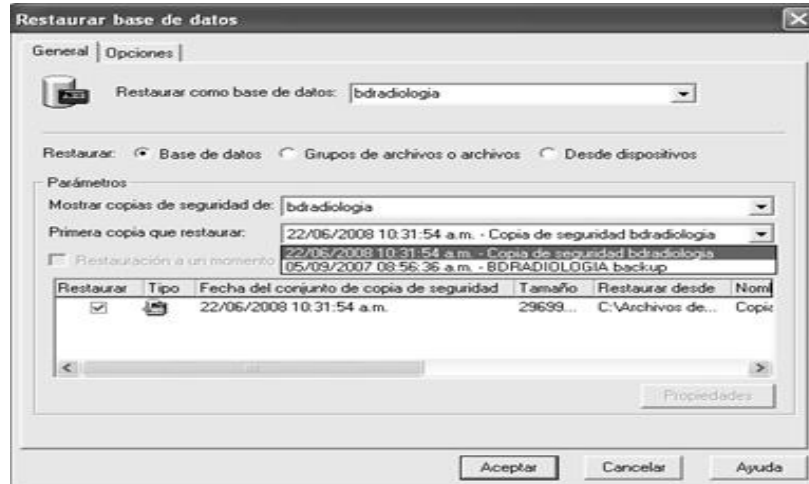 Restaurar base de datos
General Opciones
Restaurar como base de datos: bdradiologia
Restaurar: Base de datos Grupos de archivos o archivos Desde dispositivos
Parámetros
Mostrar copias de seguridad de: bdradiologia
Primera copia que restaurar: 22/06/2008 10:31:54 a.m. - Copia de seguridad bdradiologia
22/06/2008 10:31:54 a.m. - Copia de seguridad bdradiologia
05/09/2007 08:56:36 a.m. - BDRADIOLOGIA backup
Restauración a un momento
Restaurar Tipo Fecha del conjunto de copia de seguridad Tamaño Restaurar desde Nom
22/06/2008 10:31:54 a.m. 29699... C:\Archivos de... Copia
Propiedades
Aceptar Cancelar Ayuda